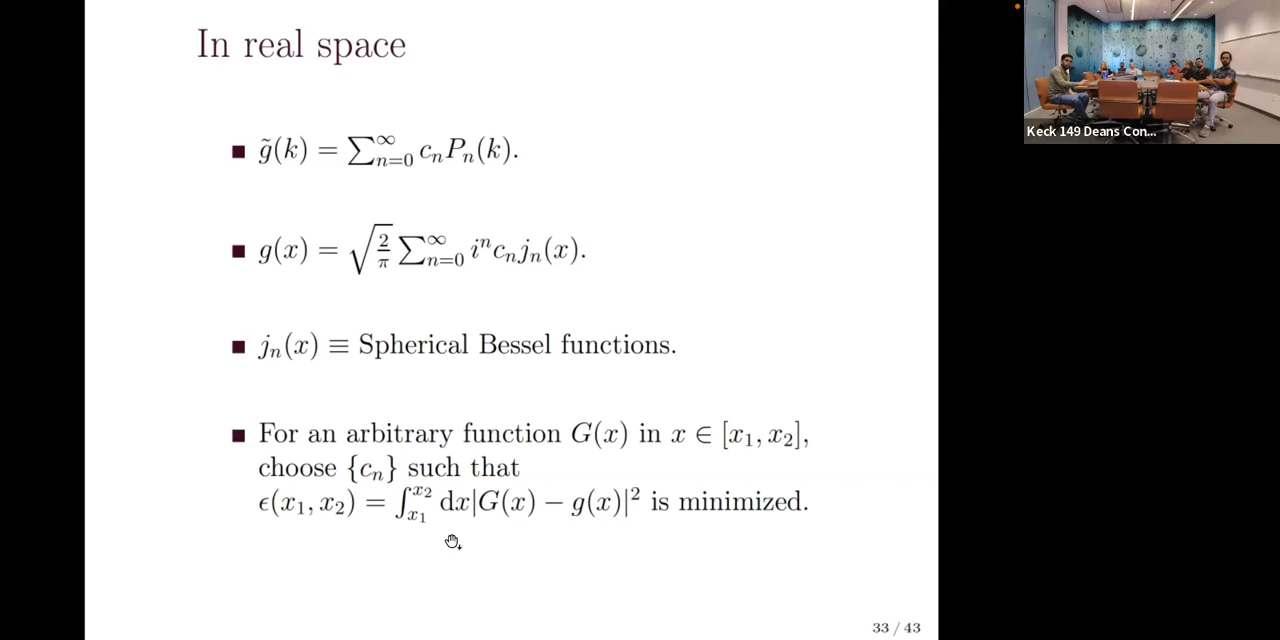 In real space
■ g̃(k) = ∑_{n=0}^{∞} c_n P_n(k).
■ g(x) = √(2/π) ∑_{n=0}^{∞} i^n c_n j_n(x).
■ j_n(x) ≡ Spherical Bessel functions.
■ For an arbitrary function G(x) in x ∈ [x_1, x_2],
choose {c_n} such that
ϵ(x_1, x_2) = ∫_{x_1}^{x_2} dx|G(x) − g(x)|^2 is minimized.
33 / 43
Keck 149 Deans Con...